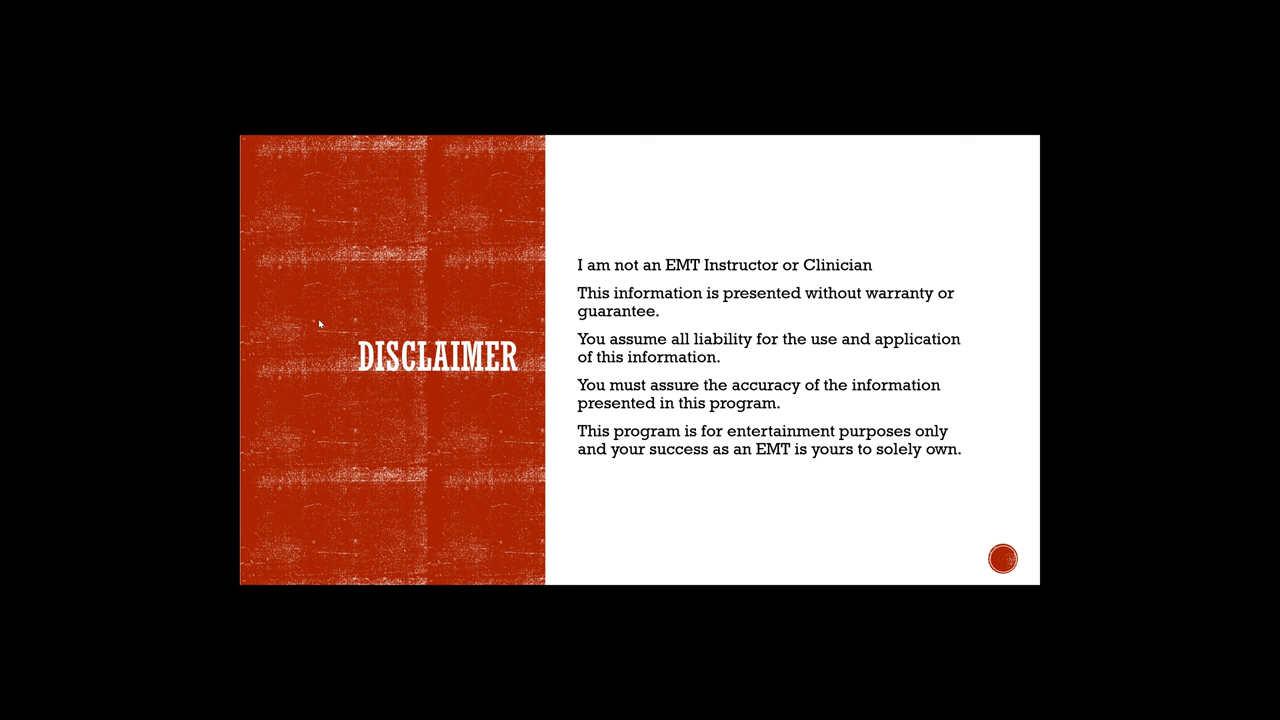 DISCLAIMER
I am not an EMT Instructor or Clinician
This information is presented without warranty or
guarantee.
You assume all liability for the use and application
of this information.
You must assure the accuracy of the information
presented in this program.
This program is for entertainment purposes only
and your success as an EMT is yours to solely own.